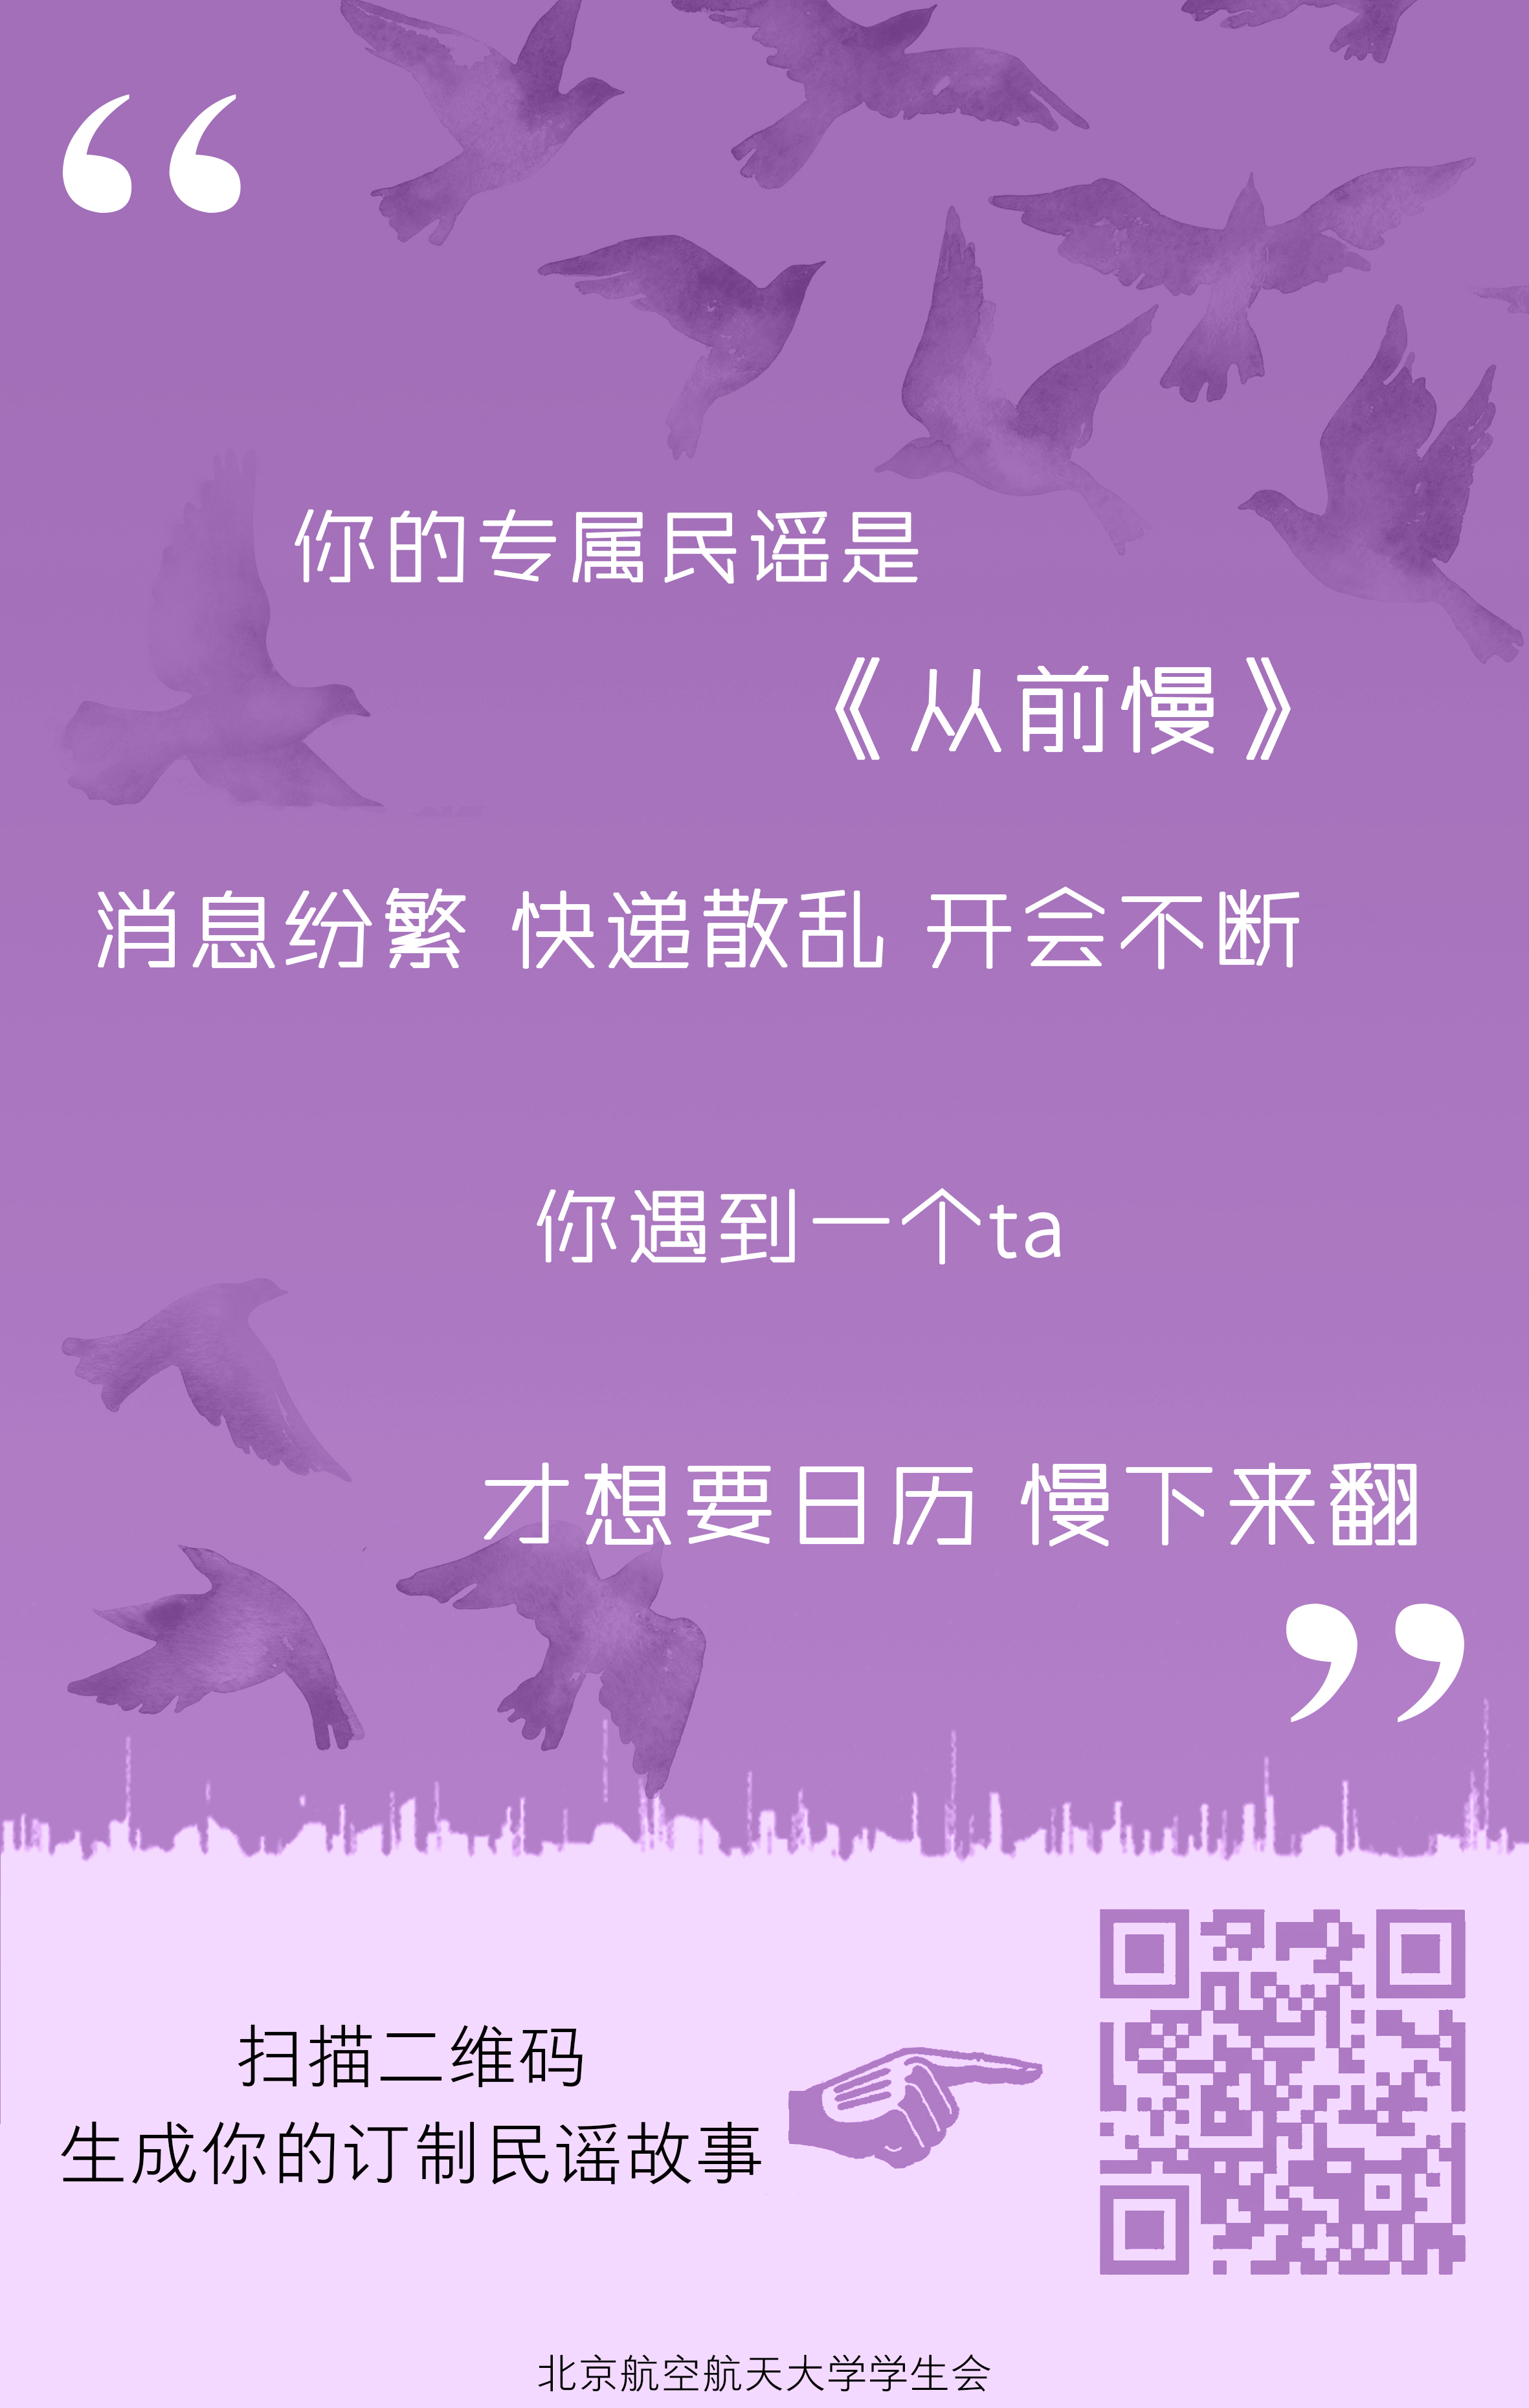 “
你的专属民谣是
《从前慢》
消息纷繁 快递散乱 开会不断
你遇到一个ta
才想要日历 慢下来翻
”
扫描二维码
生成你的订制民谣故事
北京航空航天大学学生会